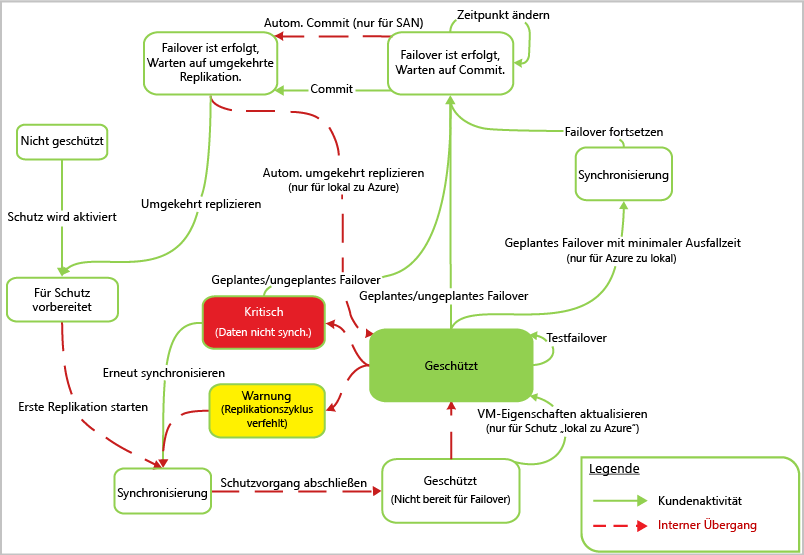 Autom. Commit (nur für SAN)
Zeitpunkt ändern
Failover ist erfolgt,
Warten auf umgekehrte
Replikation.
Failover ist erfolgt,
Warten auf Commit.
Commit
Nicht geschützt
Failover fortsetzen
Synchronisierung
Autom. umgekehrt replizieren
(nur für lokal zu Azure)
Umgekehrt replizieren
Schutz wird aktiviert
Geplantes Failover mit minimaler Ausfallzeit
(nur für Azure zu lokal)
Für Schutz
vorbereitet
Geplantes/ungeplantes Failover
Geplantes/ungeplantes Failover
Kritisch
(Daten nicht synch.)
Testfailover
Geschützt
Erneut synchronisieren
Warnung
(Replikationszyklus
verfehlt)
Erste Replikation starten
VM-Eigenschaften aktualisieren
(nur für Schutz „lokal zu Azure“)
Synchronisierung
Schutzvorgang abschließen
Geschützt
(Nicht bereit für Failover)
Legende
Kundenaktivität
Interner Übergang